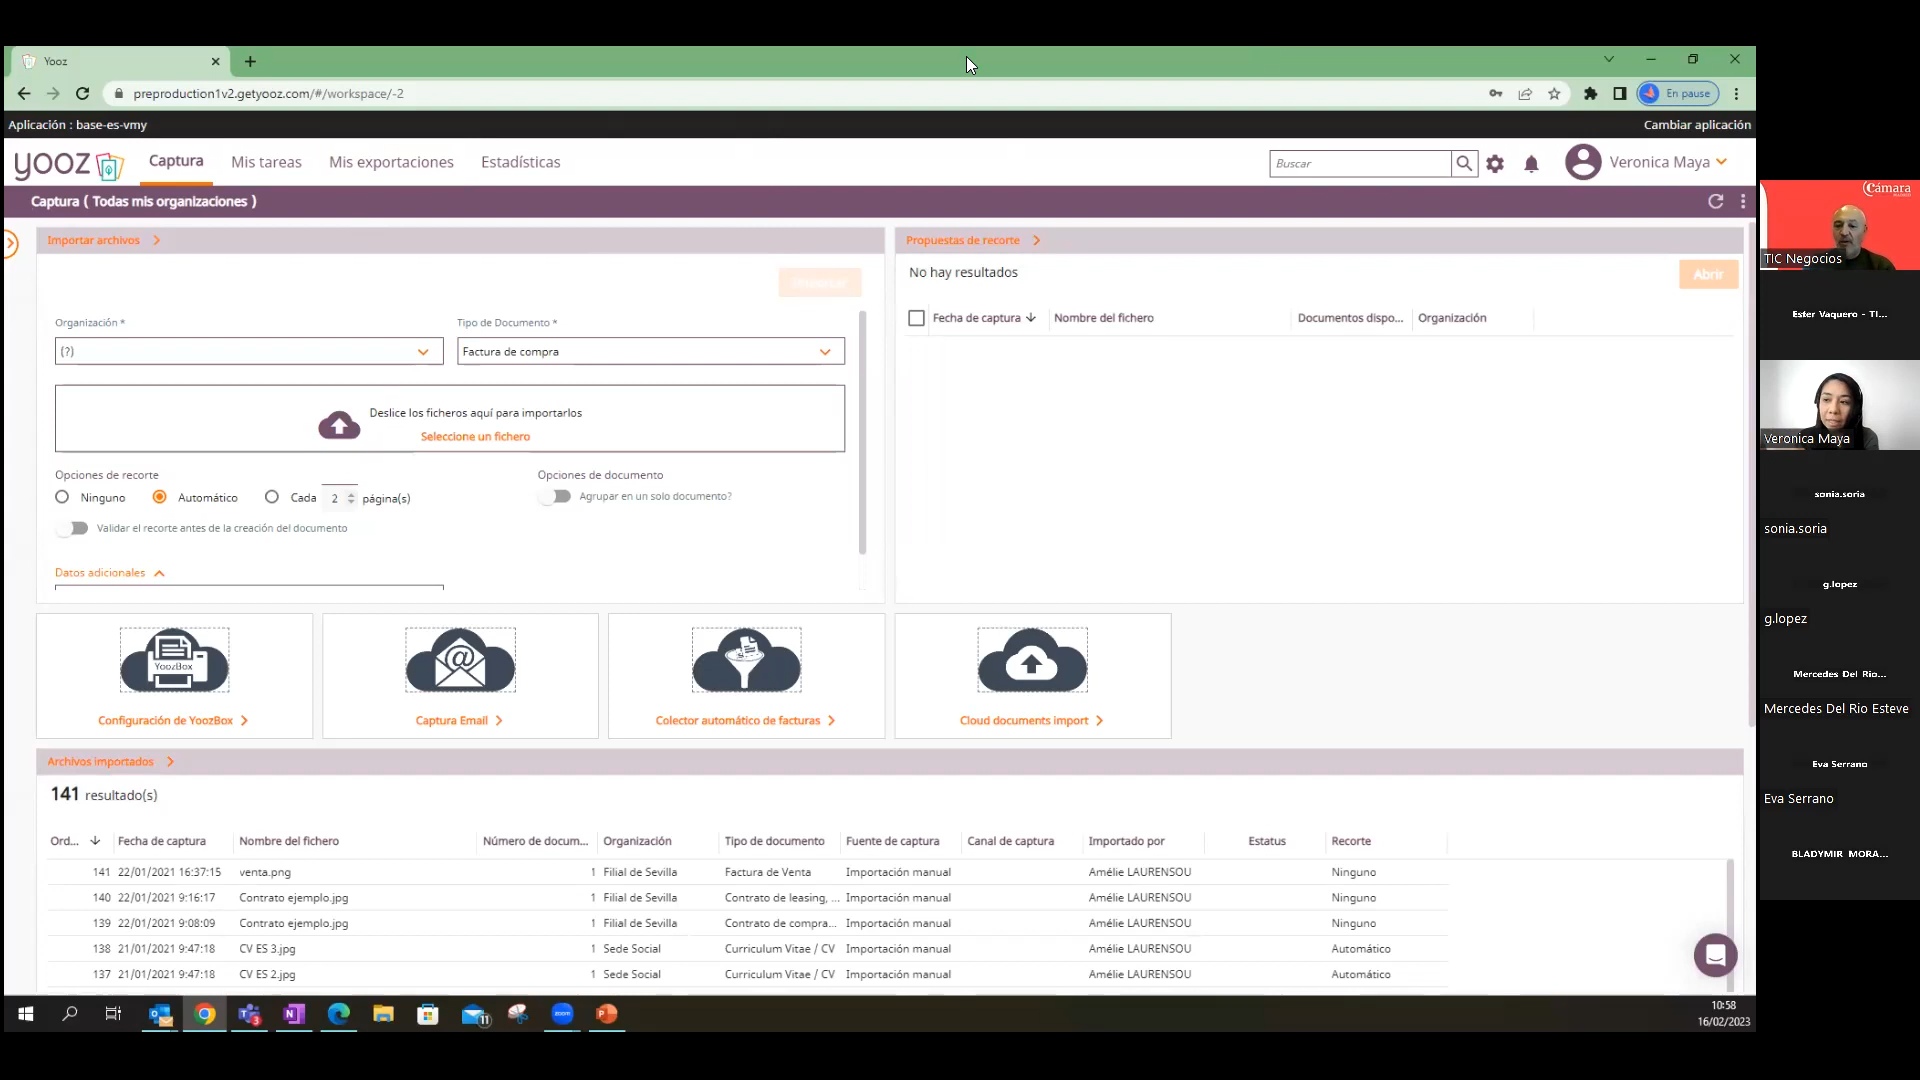 Yooz
preproduction1v2.getyooz.com/#/workspace/-2
En pause
Aplicación : base-es-vmy
Cambiar aplicación
yooz
Captura
Mis tareas
Mis exportaciones
Estadísticas
Buscar
Veronica Maya
Captura ( Todas mis organizaciones )
Importar archivos
Organización *
Tipo de Documento *
(?)
Factura de compra
Deslice los ficheros aquí para importarlos
Seleccione un fichero
Opciones de recorte
Opciones de documento
Ninguno
Automático
Cada 2 página(s)
Agrupar en un solo documento?
Validar el recorte antes de la creación del documento
Datos adicionales
Propuestas de recorte
No hay resultados
Abrir
Fecha de captura Nombre del fichero Documentos dispo... Organización
YoozBox
Configuración de YoozBox
@
Captura Email
Colector automático de facturas
Cloud documents import
Archivos importados
141 resultado(s)
Ord... Fecha de captura Nombre del fichero Número de docum... Organización Tipo de documento Fuente de captura Canal de captura Importado por Estatus Recorte
141 22/01/2021 16:37:15 venta.png 1 Filial de Sevilla Factura de Venta Importación manual Amélie LAURENSOU Ninguno
140 22/01/2021 9:16:17 Contrato ejemplo.jpg 1 Filial de Sevilla Contrato de leasing, ... Importación manual Amélie LAURENSOU Ninguno
139 22/01/2021 9:08:09 Contrato ejemplo.jpg 1 Filial de Sevilla Contrato de compra... Importación manual Amélie LAURENSOU Ninguno
138 21/01/2021 9:47:18 CV ES 3.jpg 1 Sede Social Curriculum Vitae / CV Importación manual Amélie LAURENSOU Automático
137 21/01/2021 9:47:18 CV ES 2.jpg 1 Sede Social Curriculum Vitae / CV Importación manual Amélie LAURENSOU Automático
3
11
zoom
10:58
16/02/2023
Cámara
TIC Negocios
Ester Vaquero - TI...
Veronica Maya
sonia.soria
sonia.soria
g.lopez
g.lopez
Mercedes Del Rio...
Mercedes Del Rio Esteve
Eva Serrano
Eva Serrano
BLADYMIR MORA...